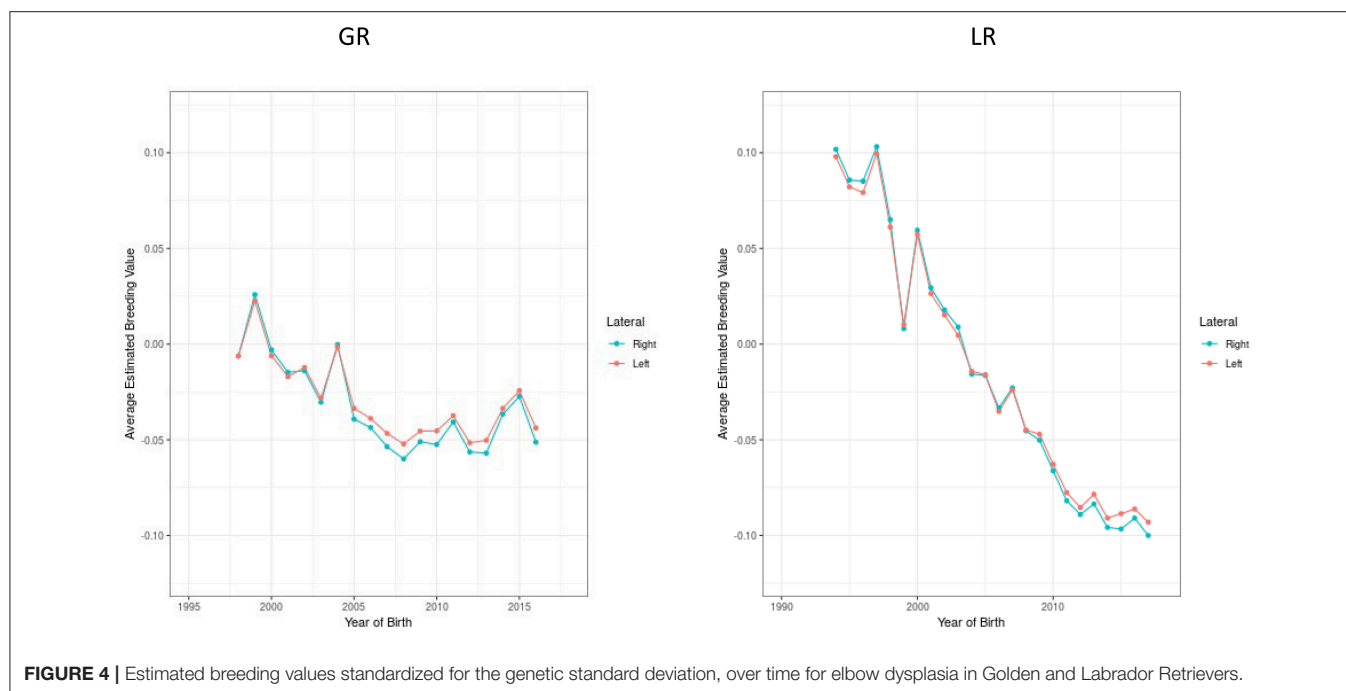 GR
LR
0.10
0.05
0.00
-0.05
-0.10
Average Estimated Breeding Value
1995
2000
2005
2010
2015
Year of Birth
Lateral
Right
Left
0.10
0.05
0.00
-0.05
-0.10
Average Estimated Breeding Value
1990
2000
2010
Year of Birth
Lateral
Right
Left
FIGURE 4 | Estimated breeding values standardized for the genetic standard deviation, over time for elbow dysplasia in Golden and Labrador Retrievers.